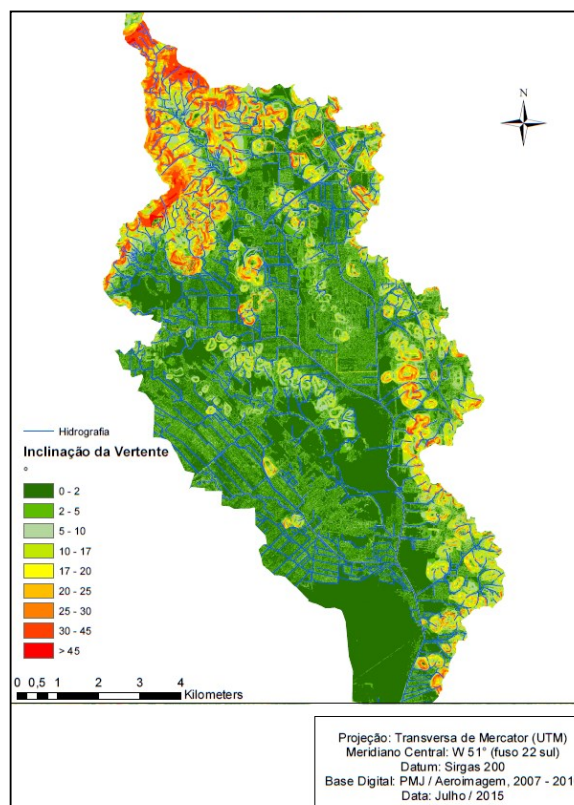 N
Hidrografia
Inclinação da Vertente
°
0 - 2
2 - 5
5 - 10
10 - 17
17 - 20
20 - 25
25 - 30
30 - 45
> 45
0 0,5 1 2 3 4
Kilometers
Projeção: Transversa de Mercator (UTM)
Meridiano Central: W 51° (fuso 22 sul)
Datum: Sirgas 200
Base Digital: PMJ / Aeroimagem, 2007 - 201
Data: Julho / 2015